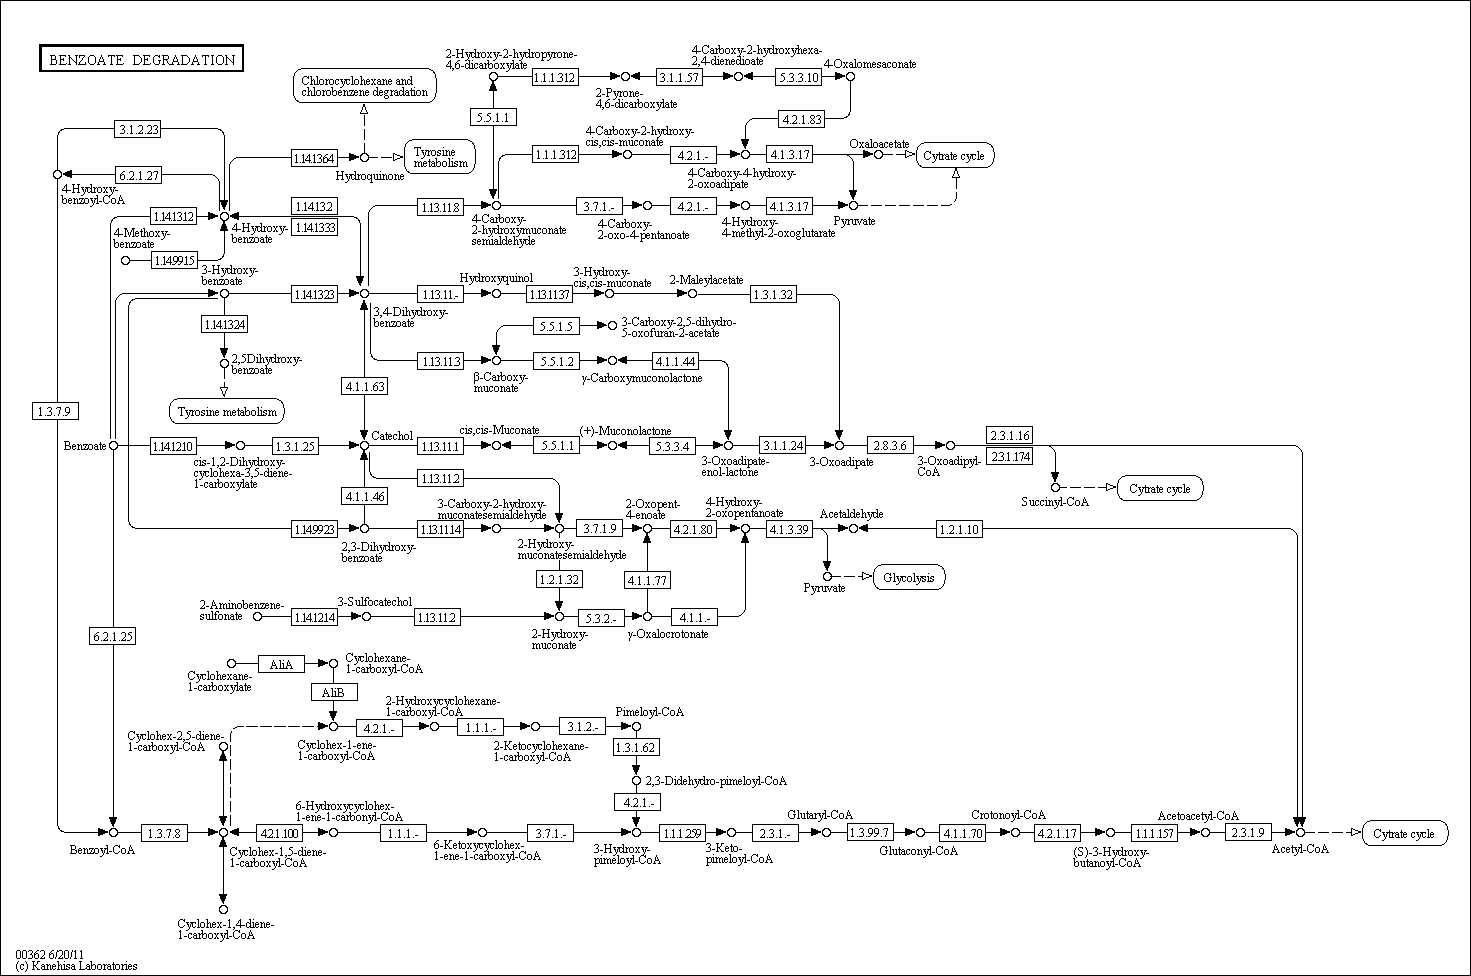 BENZOATE DEGRADATION
Chlorocyclohexane and
chlorobenzene degradation
2-Hydroxy-2-hydropyrone-
4,6-dicarboxylate
1.1.1.312
2-Pyrone-
4,6-dicarboxylate
3.1.1.57
4-Carboxy-2-hydroxyhexa-
2,4-dienedioate
5.3.3.10
4-Oxalomesaconate
5.5.1.1
4.2.1.83
3.1.2.23
1.14.1364
Hydroquinone
Tyrosine
metabolism
1.1.1.312
4-Carboxy-2-hydroxy-
cis,cis-muconate
4.2.1.-
4-Carboxy-4-hydroxy-
2-oxoadipate
4.1.3.17
Oxaloacetate
Cytrate cycle
6.2.1.27
4-Hydroxy-
benzoyl-CoA
1.14.1312
4-Hydroxy-
benzoate
1.14.13.2
1.14.1333
1.13.11.8
4-Carboxy-
2-hydroxymuconate
semialdehyde
3.7.1.-
4-Carboxy-
2-oxo-4-pentanoate
4.2.1.-
4-Hydroxy-
4-methyl-2-oxoglutarate
4.1.3.17
Pyruvate
4-Methoxy-
benzoate
1.14.9915
3-Hydroxy-
benzoate
1.14.1323
3,4-Dihydroxy-
benzoate
1.13.11.-
Hydroxyquinol
1.13.1137
3-Hydroxy-
cis,cis-muconate
2-Maleylacetate
1.3.1.32
1.14.1324
2,5Dihydroxy-
benzoate
Tyrosine metabolism
5.5.1.5
3-Carboxy-2,5-dihydro-
5-oxofuran-2-acetate
1.13.11.3
β-Carboxy-
muconate
5.5.1.2
γ-Carboxymuconolactone
4.1.1.44
4.1.1.63
1.3.7.9
Benzoate
1.14.1210
cis-1,2-Dihydroxy-
cyclohexa-3,5-diene-
1-carboxylate
1.3.1.25
Catechol
1.13.11.1
cis,cis-Muconate
5.5.1.1
(+)-Muconolactone
5.3.3.4
3-Oxoadipate-
enol-lactone
3.1.1.24
3-Oxoadipate
2.8.3.6
3-Oxoadipyl-
CoA
2.3.1.16
2.3.1.174
Succinyl-CoA
Cytrate cycle
1.13.11.2
4.1.1.46
1.14.9923
2,3-Dihydroxy-
benzoate
1.13.1114
3-Carboxy-2-hydroxy-
muconatesemialdehyde
2-Hydroxy-
muconatesemialdehyde
3.7.1.9
2-Oxopent-
4-enoate
4.2.1.80
4-Hydroxy-
2-oxopentanoate
4.1.3.39
Acetaldehyde
1.2.1.10
Pyruvate
Glycolysis
1.2.1.32
4.1.1.77
2-Aminobenzene-
sulfonate
1.14.1214
3-Sulfocatechol
1.13.11.2
2-Hydroxy-
muconate
5.3.2.-
γ-Oxalocrotonate
4.1.1.-
6.2.1.25
Cyclohexane-
1-carboxylate
AliA
Cyclohexane-
1-carboxyl-CoA
AliB
Cyclohex-1-ene-
1-carboxyl-CoA
4.2.1.-
2-Hydroxycyclohexane-
1-carboxyl-CoA
1.1.1.-
2-Ketocyclohexane-
1-carboxyl-CoA
3.1.2.-
Pimeloyl-CoA
1.3.1.62
2,3-Didehydro-pimeloyl-CoA
4.2.1.-
Cyclohex-2,5-diene-
1-carboxyl-CoA
Benzoyl-CoA
1.3.7.8
Cyclohex-1,5-diene-
1-carboxyl-CoA
4.2.1.100
6-Hydroxycyclohex-
1-ene-1-carbonyl-CoA
1.1.1.-
6-Ketoxycyclohex-
1-ene-1-carboxyl-CoA
3.7.1.-
3-Hydroxy-
pimeloyl-CoA
1.1.1.259
3-Keto-
pimeloyl-CoA
2.3.1.-
Glutaryl-CoA
1.3.99.7
Glutaconyl-CoA
4.1.1.70
Crotonoyl-CoA
4.2.1.17
(S)-3-Hydroxy-
butanoyl-CoA
1.1.1.157
Acetoacetyl-CoA
2.3.1.9
Acetyl-CoA
Cytrate cycle
Cyclohex-1,4-diene-
1-carboxyl-CoA
00362 6/20/11
(c) Kanehisa Laboratories